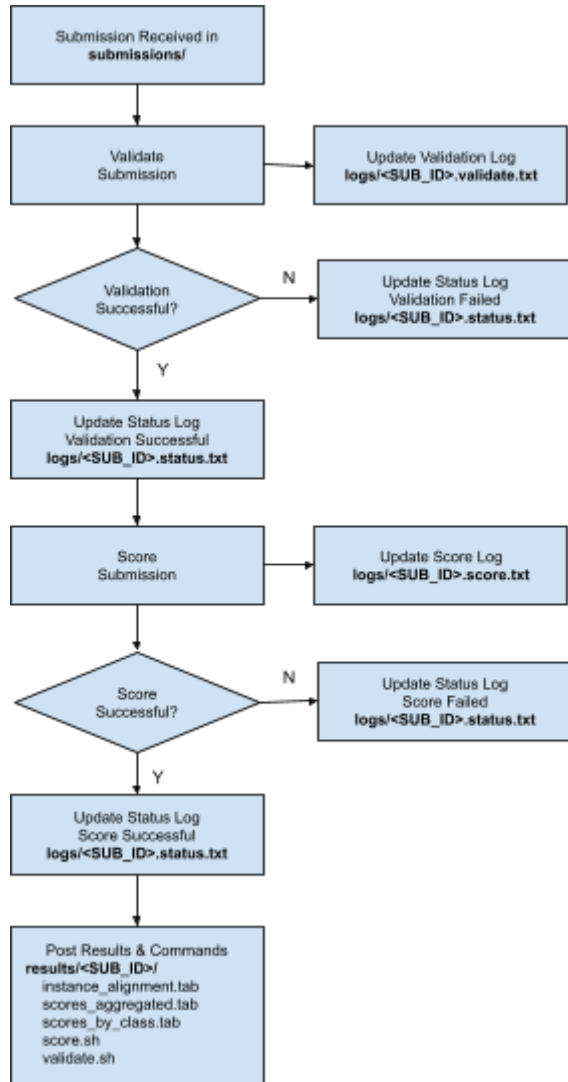 Submission Received in
submissions/
Validate
Submission
Update Validation Log
logs/<SUB_ID>.validate.txt
Validation
Successful?
N
Update Status Log
Validation Failed
logs/<SUB_ID>.status.txt
Y
Update Status Log
Validation Successful
logs/<SUB_ID>.status.txt
Score
Submission
Update Score Log
logs/<SUB_ID>.score.txt
Score
Successful?
N
Update Status Log
Score Failed
logs/<SUB_ID>.status.txt
Y
Update Status Log
Score Successful
logs/<SUB_ID>.status.txt
Post Results & Commands
results/<SUB_ID>/
instance_alignment.tab
scores_aggregated.tab
scores_by_class.tab
score.sh
validate.sh